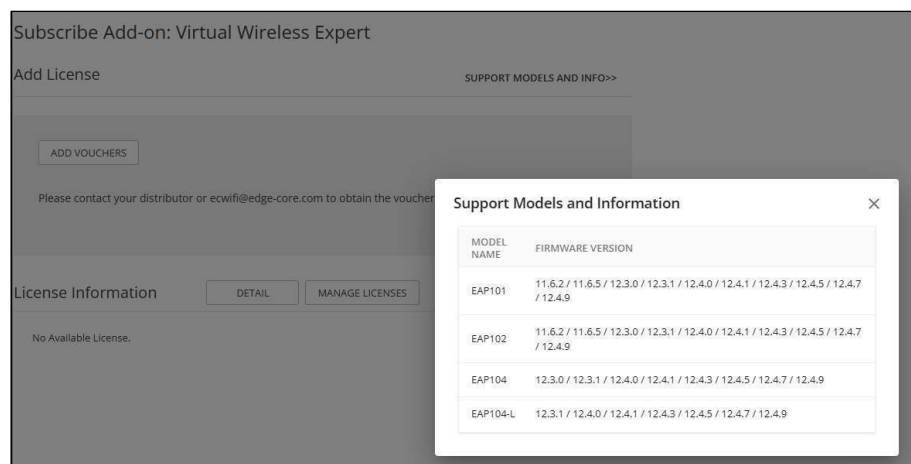 Subscribe Add-on: Virtual Wireless Expert
Add License
SUPPORT MODELS AND INFO>>
ADD VOUCHERS
Please contact your distributor or ecwifi@edge-core.com to obtain the voucher
License Information
DETAIL
MANAGE LICENSES
No Available License.
Support Models and Information
×
MODEL NAME
FIRMWARE VERSION
EAP101
11.6.2 / 11.6.5 / 12.3.0 / 12.3.1 / 12.4.0 / 12.4.1 / 12.4.3 / 12.4.5 / 12.4.7
/ 12.4.9
EAP102
11.6.2 / 11.6.5 / 12.3.0 / 12.3.1 / 12.4.0 / 12.4.1 / 12.4.3 / 12.4.5 / 12.4.7
/ 12.4.9
EAP104
12.3.0 / 12.3.1 / 12.4.0 / 12.4.1 / 12.4.3 / 12.4.5 / 12.4.7 / 12.4.9
EAP104-L
12.3.1 / 12.4.0 / 12.4.1 / 12.4.3 / 12.4.5 / 12.4.7 / 12.4.9